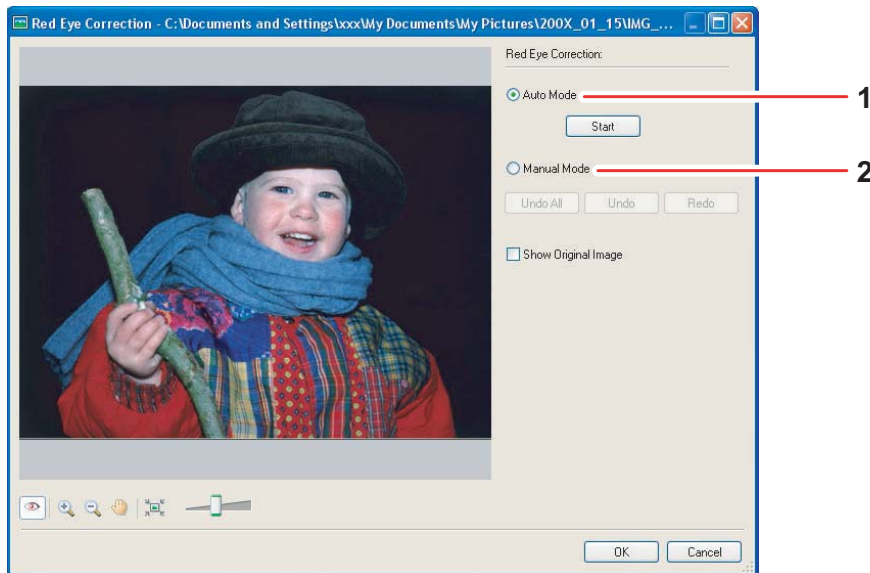 Red Eye Correction - C:\Documents and Settings\xxx\My Documents\My Pictures\200X_01_15\IMG_...
Red Eye Correction:
Auto Mode
1
Start
Manual Mode
2
Undo All Undo Redo
Show Original Image
OK Cancel